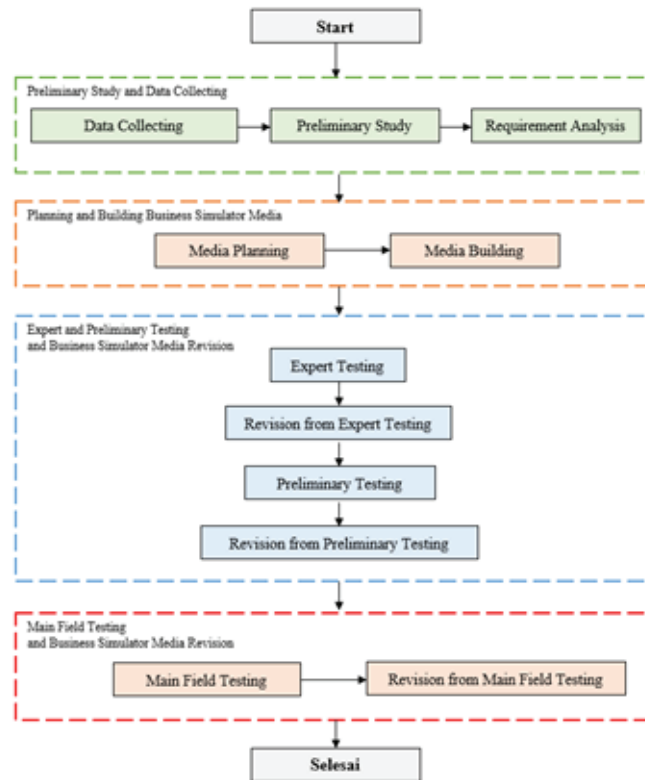 Start
Preliminary Study and Data Collecting
Data Collecting
Preliminary Study
Requirement Analysis
Planning and Building Business Simulator Media
Media Planning
Media Building
Expert and Preliminary Testing
and Business Simulator Media Revision
Expert Testing
Revision from Expert Testing
Preliminary Testing
Revision from Preliminary Testing
Main Field Testing
and Business Simulator Media Revision
Main Field Testing
Revision from Main Field Testing
Selesai